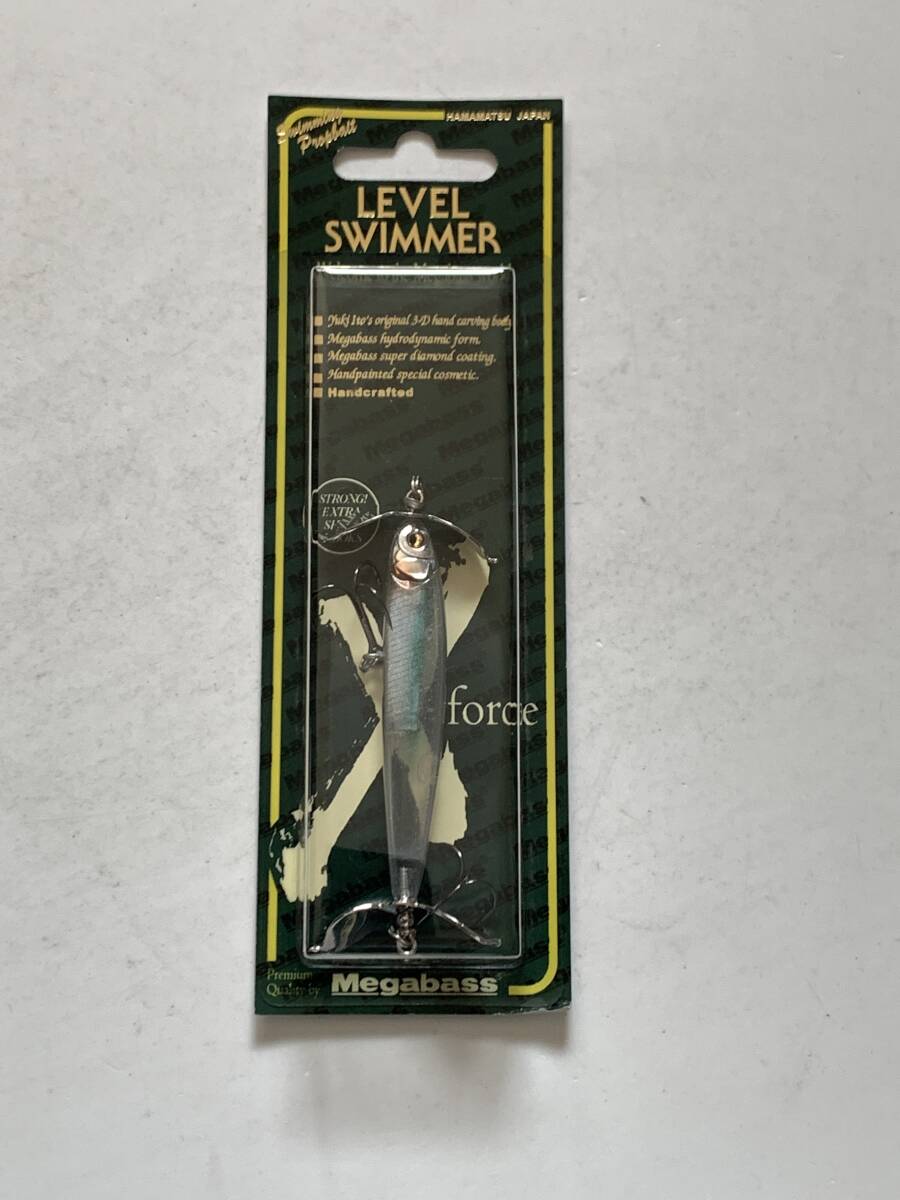 Swimming
Propbait
HAMAMATSU JAPAN
LEVEL
SWIMMER
Yuki Ito's original 3-D hand carving body
Megabass hydrodynamic form.
Megabass super diamond coating.
Handpainted special cosmetic.
Handcrafted
STRONG!
EXTRA
X
force
Premium
Quality by
Megabass